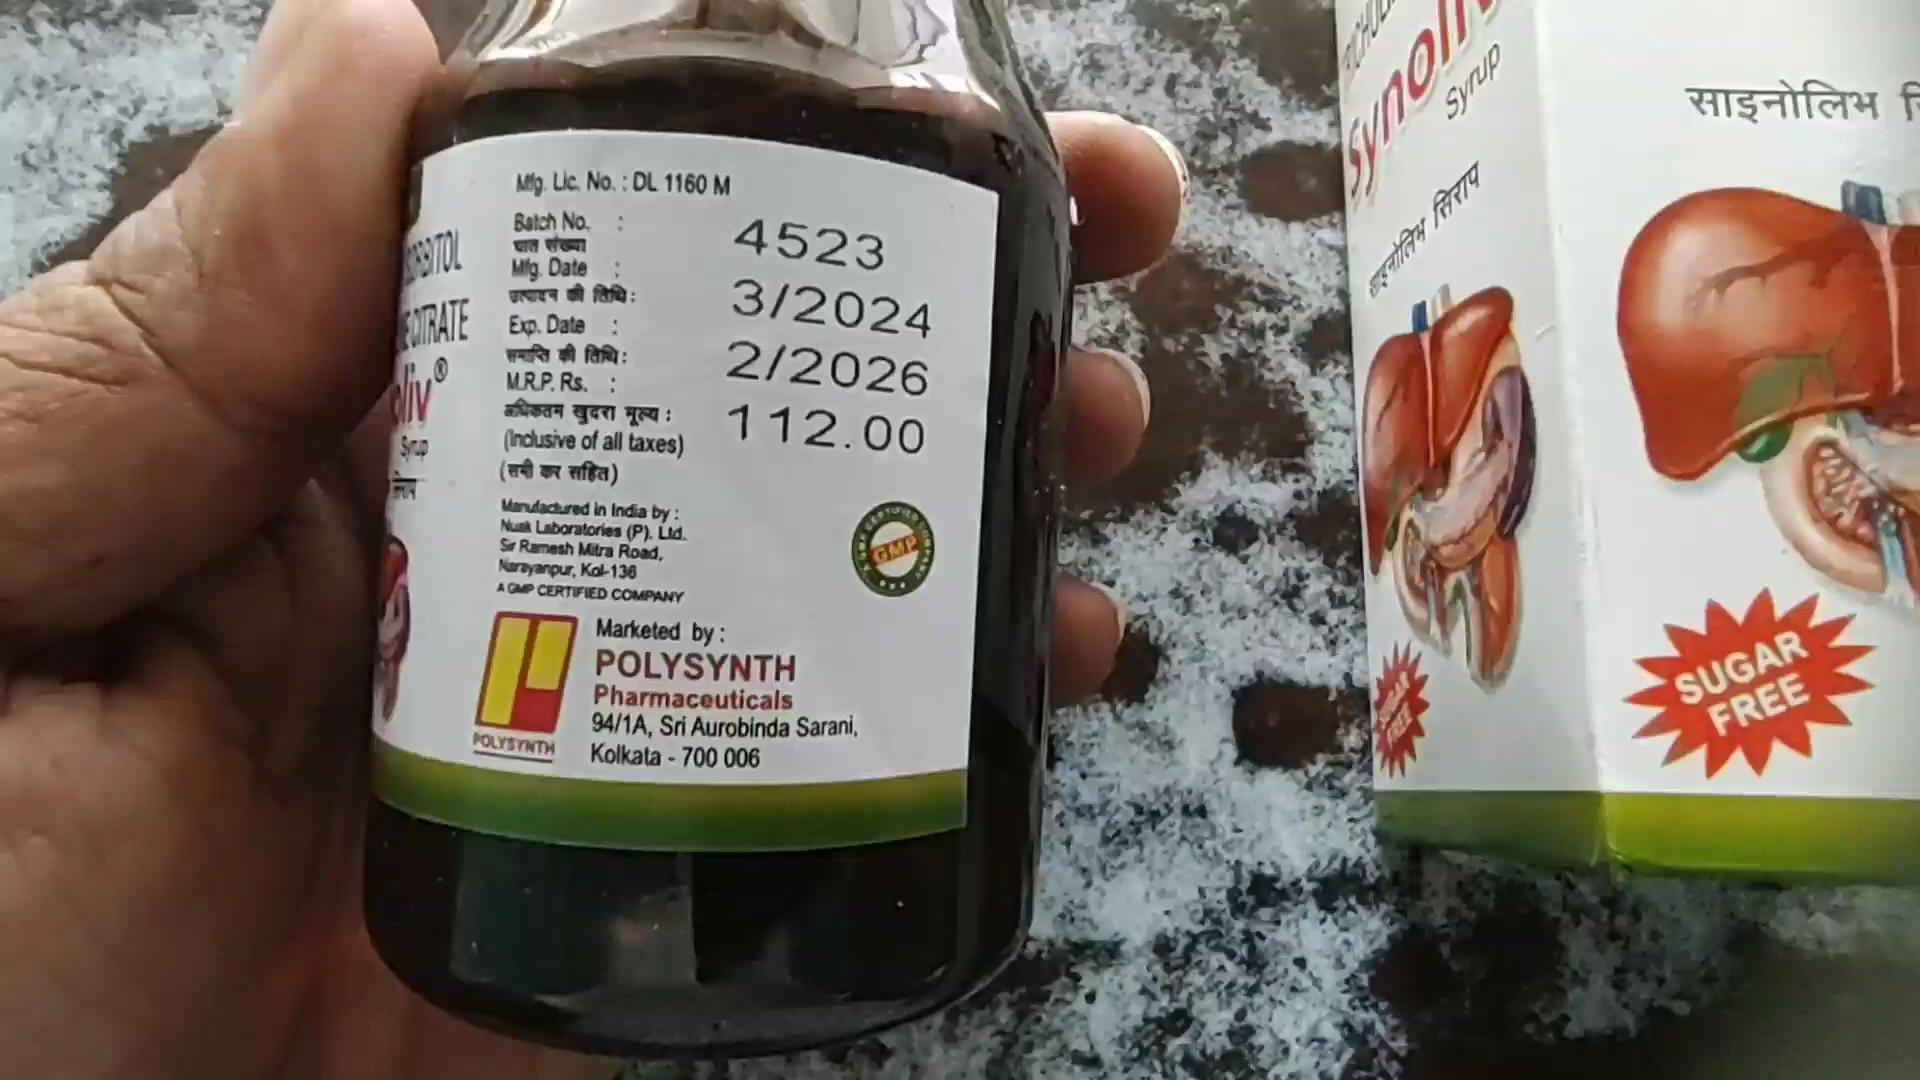 Mfg. Lic. No. : DL 1160 M
Batch No. : 4523
घात संख्या
Mfg. Date : 3/2024
उत्पादन की तिथि :
Exp. Date : 2/2026
समाप्ति की तिथि :
M.R.P. Rs. : 112.00
अधिकतम खुदरा मूल्य :
(Inclusive of all taxes)
(सभी कर सहित)
Manufactured in India by :
Nuak Laboratories (P). Ltd.
Sir Ramesh Mitra Road,
Narayanpur, Kol-136
A GMP CERTIFIED COMPANY
GMP
Marketed by :
POLYSYNTH
Pharmaceuticals
94/1A, Sri Aurobinda Sarani,
Kolkata - 700 006
POLYSYNTH
CITRATE
Syrup
Synoliv
Syrup
साइनोलिभ सिराप
SUGAR
FREE
साइनोलिभ
SUGAR
FREE